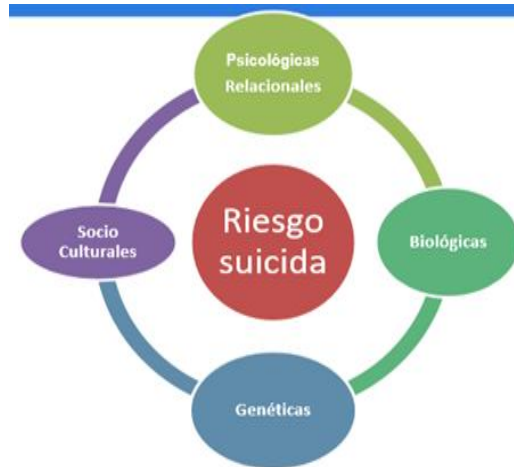 Psicológicas
Relacionales
Riesgo
suicida
Socio
Culturales
Biológicas
Genéticas